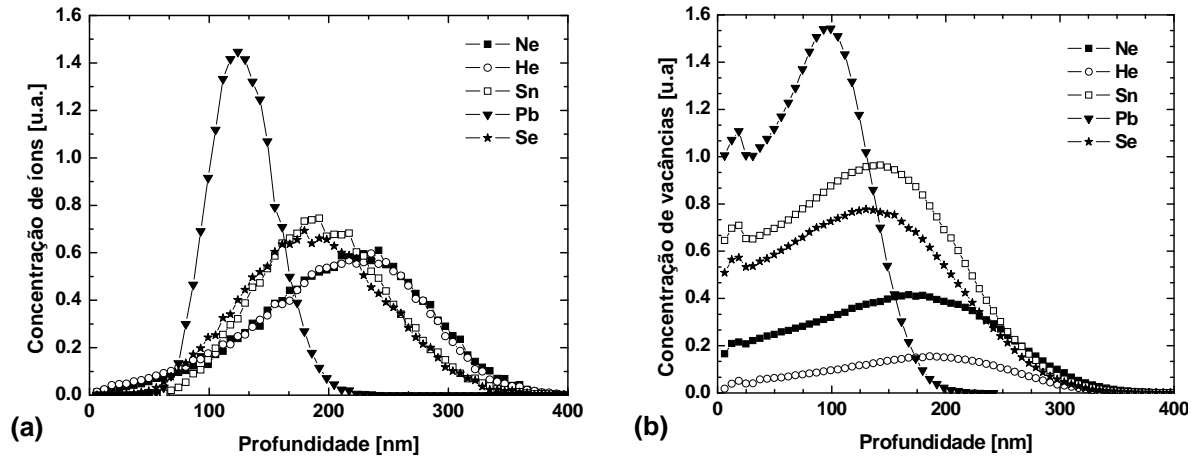 1.6
1.4
1.2
1.0
0.8
0.6
0.4
0.2
0.0
0
100
200
300
400
Concentração de íons [u.a.]
Profundidade [nm]
Ne
He
Sn
Pb
Se
(a)
1.6
1.4
1.2
1.0
0.8
0.6
0.4
0.2
0.0
0
100
200
300
400
Concentração de vacâncias [u.a]
Profundidade [nm]
Ne
He
Sn
Pb
Se
(b)